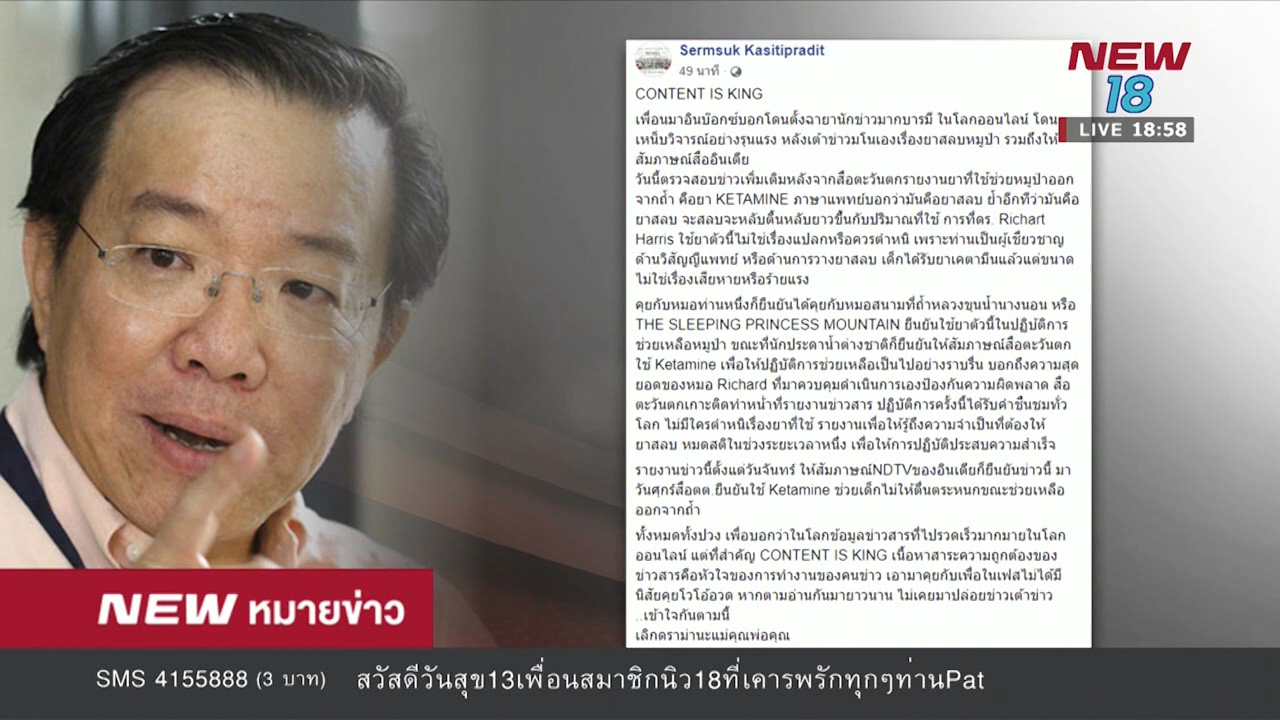 Sermsuk Kasitipradit
49 นาที
CONTENT IS KING
เพื่อนมาอินบ๊อกซ์บอกโดนตั้งฉายานักข่าวมากบารมี ในโลกออนไลน์ โดน
เหน็บวิจารณ์อย่างรุนแรง หลังเต้าข่าวมโนเองเรื่องยาสลบหมูป่า รวมถึงให้
สัมภาษณ์สื่ออินเดีย
วันนี้ตรวจสอบข่าวเพิ่มเติมหลังจากสื่อตะวันตกรายงานยาที่ใช้ช่วยหมูป่าออก
จากถ้ำ คือยา KETAMINE ภาษาแพทย์บอกว่ามันคือยาสลบ ย้ำอีกทีว่ามันคือ
ยาสลบ จะสลบจะหลับตื้นหลับยาวขึ้นกับปริมาณที่ใช้ การที่ดร. Richart
Harris ใช้ยาตัวนี้ไม่ใช่เรื่องแปลกหรือควรตำหนิ เพราะท่านเป็นผู้เชี่ยวชาญ
ด้านวิสัญญีแพทย์ หรือด้านการวางยาสลบ เด็กได้รับยาเคตามีนแล้วแต่ขนาด
ไม่ใช่เรื่องเสียหายหรือร้ายแรง
คุยกับหมอท่านหนึ่งก็ยืนยันได้คุยกับหมอสนามที่ถ้ำหลวงขุนน้ำนางนอน หรือ
THE SLEEPING PRINCESS MOUNTAIN ยืนยันใช้ยาตัวนี้ในปฏิบัติการ
ช่วยเหลือหมูป่า ขณะที่นักประดาน้ำต่างชาติก็ยืนยันให้สัมภาษณ์สื่อตะวันตก
ใช้ Ketamine เพื่อให้ปฏิบัติการช่วยเหลือเป็นไปอย่างราบรื่น บอกถึงความสุด
ยอดของหมอ Richard ที่มาควบคุมดำเนินการเองป้องกันความผิดพลาด สื่อ
ตะวันตกเกาะติดทำหน้าที่รายงานข่าวสาร ปฏิบัติการครั้งนี้ได้รับคำชื่นชมทั่ว
โลก ไม่มีใครตำหนิเรื่องยาที่ใช้ รายงานเพื่อให้รู้ถึงความจำเป็นที่ต้องให้
ยาสลบ หมดสติในช่วงระยะเวลาหนึ่ง เพื่อให้การปฏิบัติประสบความสำเร็จ
รายงานข่าวนี้ตั้งแต่วันจันทร์ ให้สัมภาษณ์NDTVของอินเดียก็ยืนยันข่าวนี้ มา
วันศุกร์สื่อตต.ยืนยันใช้ Ketamine ช่วยเด็กไม่ให้ตื่นตระหนกขณะช่วยเหลือ
ออกจากถ้ำ
ทั้งหมดทั้งปวง เพื่อบอกว่าในโลกข้อมูลข่าวสารที่ไปรวดเร็วมากมายในโลก
ออนไลน์ แต่ที่สำคัญ CONTENT IS KING เนื้อหาสาระความถูกต้องของ
ข่าวสารคือหัวใจของการทำงานของคนข่าว เอามาคุยกับเพื่อในเฟสไม่ได้มี
นิสัยคุยโวโอ้อวด หากตามอ่านกันมายาวนาน ไม่เคยมาปล่อยข่าวเต้าข่าว
..เข้าใจกันตามนี้
เลิกดราม่านะแม่คุณพ่อคุณ
NEW
18
LIVE 18:58
NEW หมายข่าว
SMS 4155888 (3 บาท) สวัสดีวันสุข13เพื่อนสมาชิกนิว18ที่เคารพรักทุกๆท่านPat